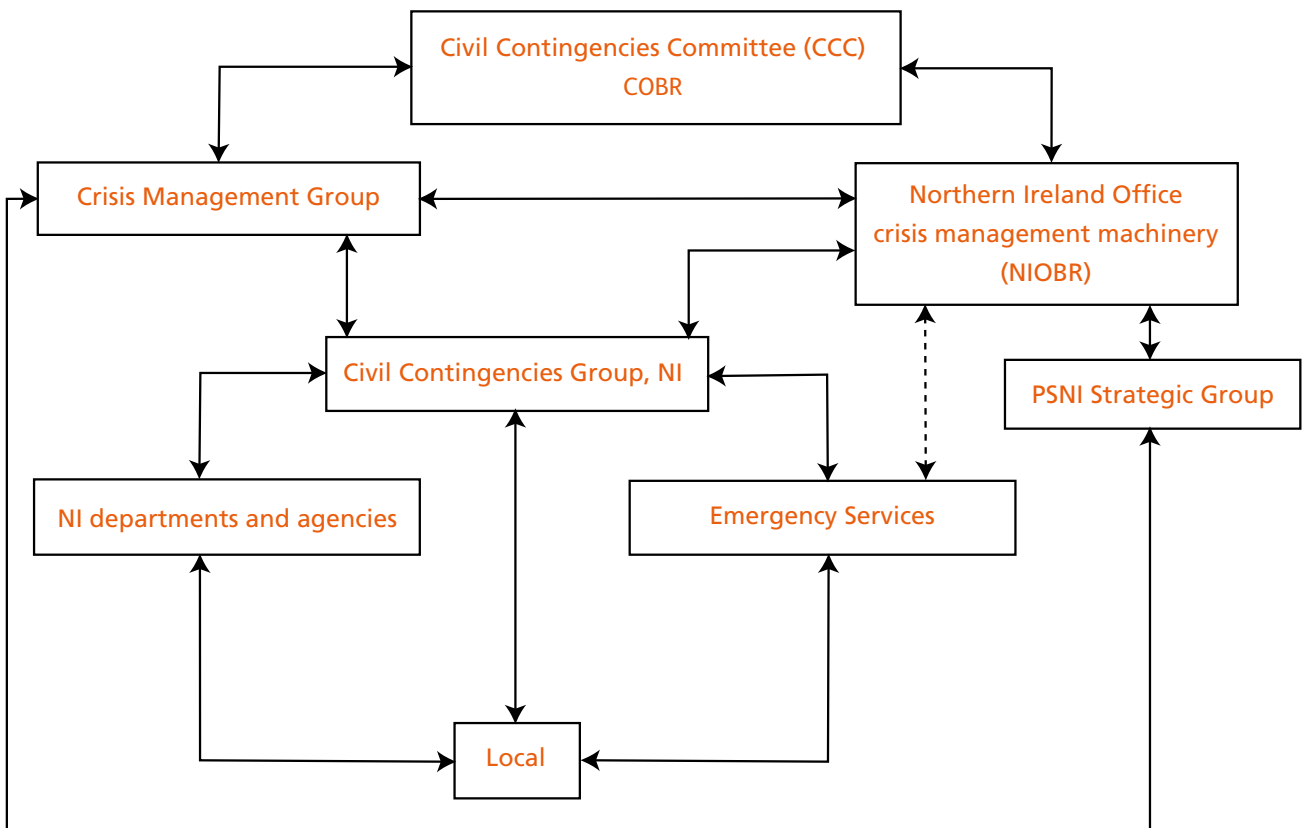 Civil Contingencies Committee (CCC)
COBR
Crisis Management Group
Northern Ireland Office
crisis management machinery
(NIOBR)
Civil Contingencies Group, NI
PSNI Strategic Group
NI departments and agencies
Emergency Services
Local